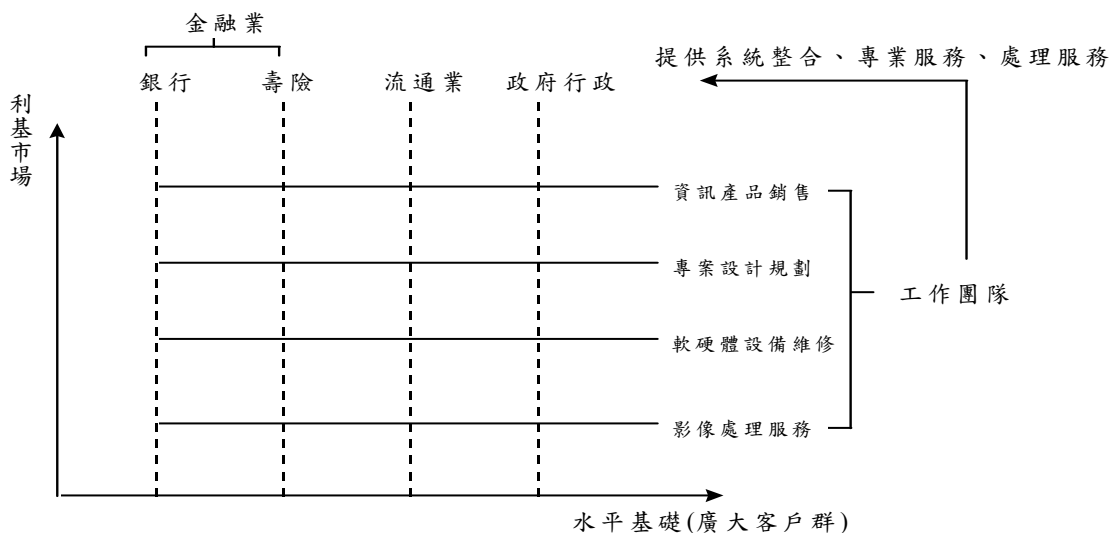 金融業
提供系統整合、專業服務、處理服務
銀行 壽險 流通業 政府行政
利基市場
資訊產品銷售
專案設計規劃
工作團隊
軟硬體設備維修
影像處理服務
水平基礎(廣大客戶群)